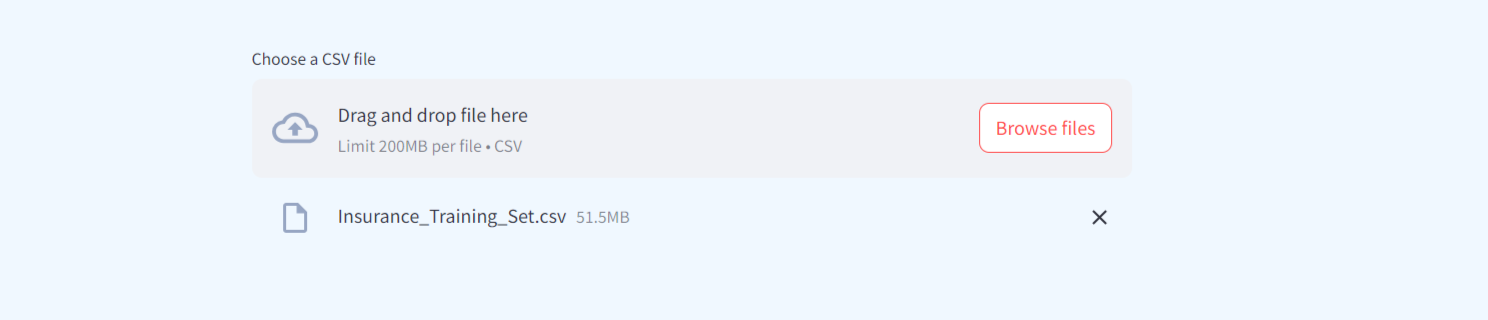 Choose a CSV file
Drag and drop file here
Limit 200MB per file • CSV
Browse files
Insurance_Training_Set.csv 51.5MB